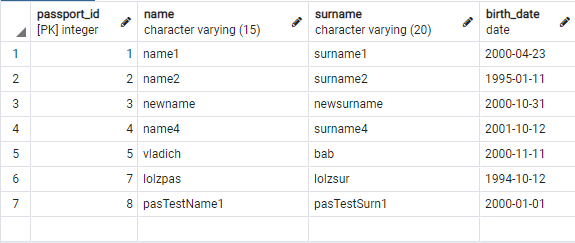 passport_id name surname birth_date
[PK] integer character varying (15) character varying (20) date
1 1 name1 surname1 2000-04-23
2 2 name2 surname2 1995-01-11
3 3 newname newsurname 2000-10-31
4 4 name4 surname4 2001-10-12
5 5 vladich bab 2000-11-11
6 7 lolzpas lolzsur 1994-10-12
7 8 pasTestName1 pasTestSurn1 2000-01-01